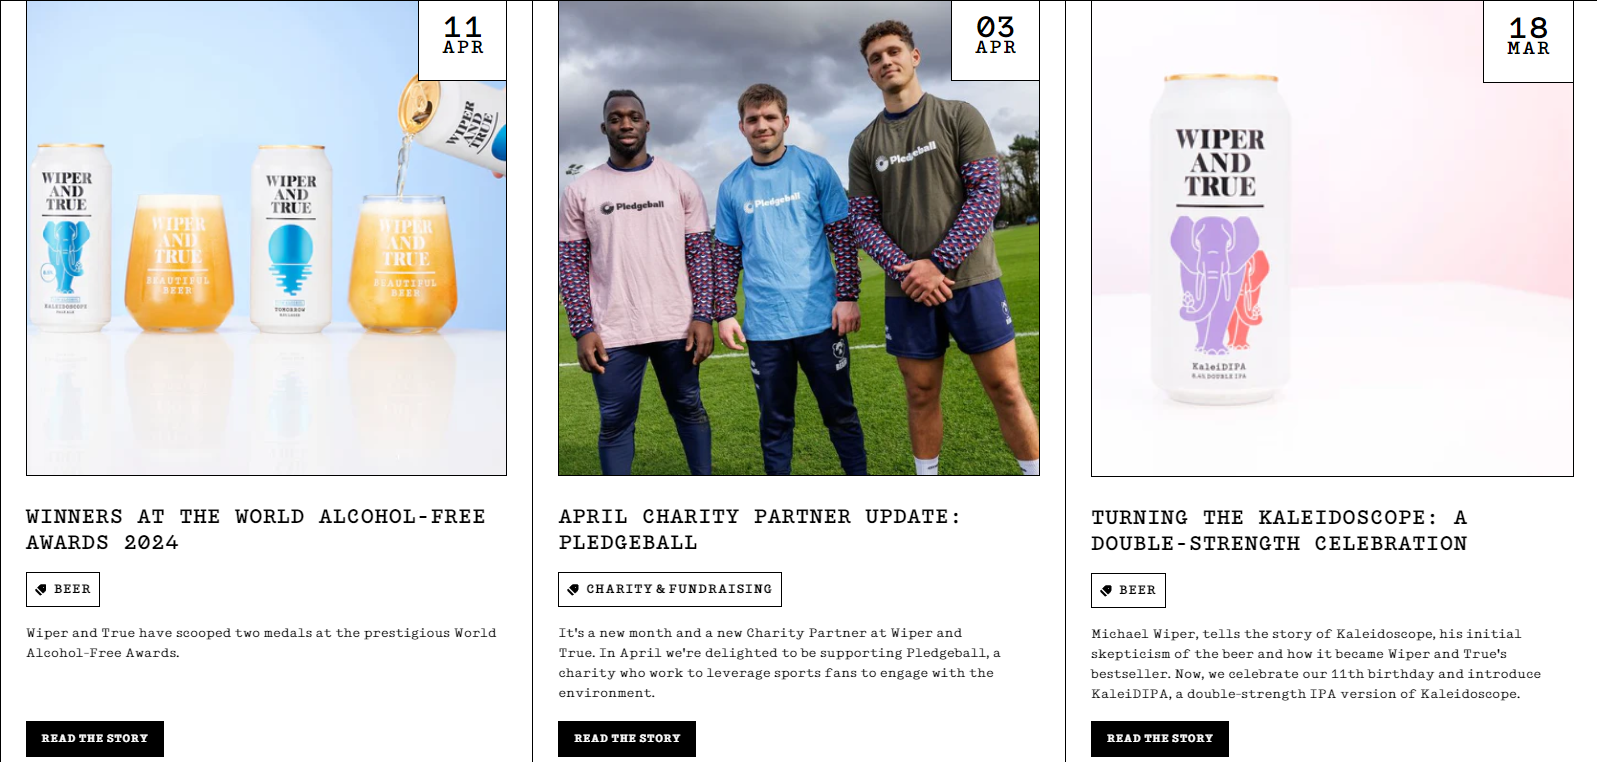 11
APR
WIPER
AND
TRUE
KALEIDOSCOPE
PALE ALE
WIPER
AND
TRUE
BEAUTIFUL
BEER
WIPER
AND
TRUE
TOMORROW
WIPER
AND
TRUE
BEAUTIFUL
BEER
WIPER
AND
TRUE
WINNERS AT THE WORLD ALCOHOL-FREE
AWARDS 2024
BEER
Wiper and True have scooped two medals at the prestigious World
Alcohol-Free Awards.
READ THE STORY
03
APR
Pledgeball
Pledgeball
Pledgeball
APRIL CHARITY PARTNER UPDATE:
PLEDGEBALL
CHARITY & FUNDRAISING
It's a new month and a new Charity Partner at Wiper and
True. In April we're delighted to be supporting Pledgeball, a
charity who work to leverage sports fans to engage with the
environment.
READ THE STORY
18
MAR
WIPER
AND
TRUE
KaleiDIPA
DOUBLE IPA
TURNING THE KALEIDOSCOPE: A
DOUBLE-STRENGTH CELEBRATION
BEER
Michael Wiper, tells the story of Kaleidoscope, his initial
skepticism of the beer and how it became Wiper and True's
bestseller. Now, we celebrate our 11th birthday and introduce
KaleiDIPA, a double-strength IPA version of Kaleidoscope.
READ THE STORY